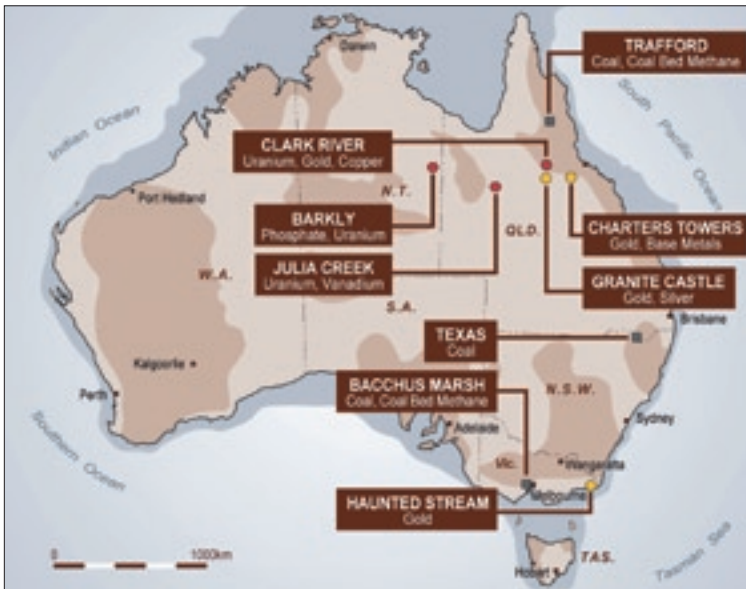 Darwin
TRAFFORD
Coal, Coal Bed Methane
Indian Ocean
South Pacific Ocean
CLARK RIVER
Uranium, Gold, Copper
Port Hedland
N.T.
BARKLY
Phosphate, Uranium
QLD.
CHARTERS TOWERS
Gold, Base Metals
JULIA CREEK
Uranium, Vanadium
W.A.
GRANITE CASTLE
Gold, Silver
S.A.
Brisbane
TEXAS
Coal
Kalgoorlie
BACCHUS MARSH
Coal, Coal Bed Methane
N.S.W.
Perth
Sydney
Adelaide
Southern Ocean
Vic.
Wangaratta
Melbourne
HAUNTED STREAM
Gold
Tasman Sea
0 1000km
TAS.
Hobart